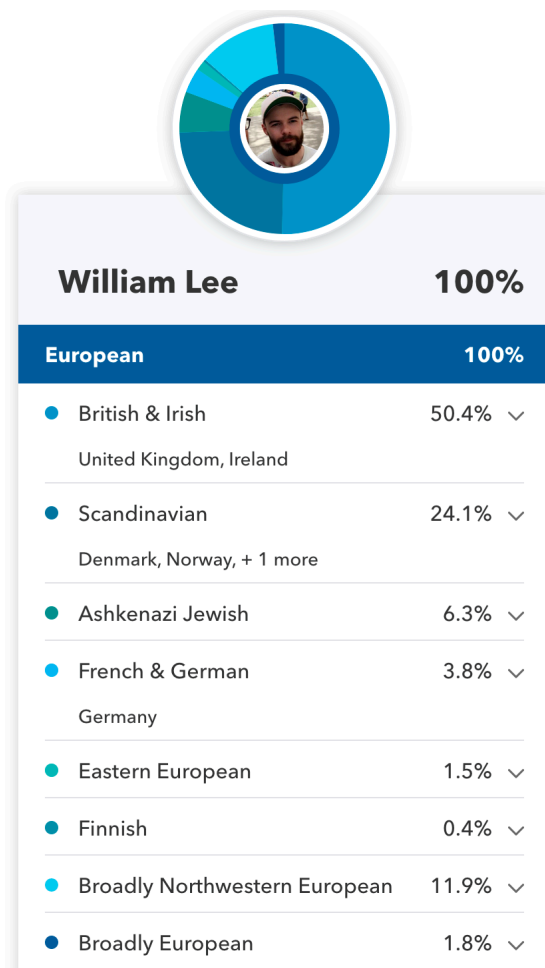 William Lee 100%
European 100%
British & Irish 50.4%
United Kingdom, Ireland
Scandinavian 24.1%
Denmark, Norway, + 1 more
Ashkenazi Jewish 6.3%
French & German 3.8%
Germany
Eastern European 1.5%
Finnish 0.4%
Broadly Northwestern European 11.9%
Broadly European 1.8%